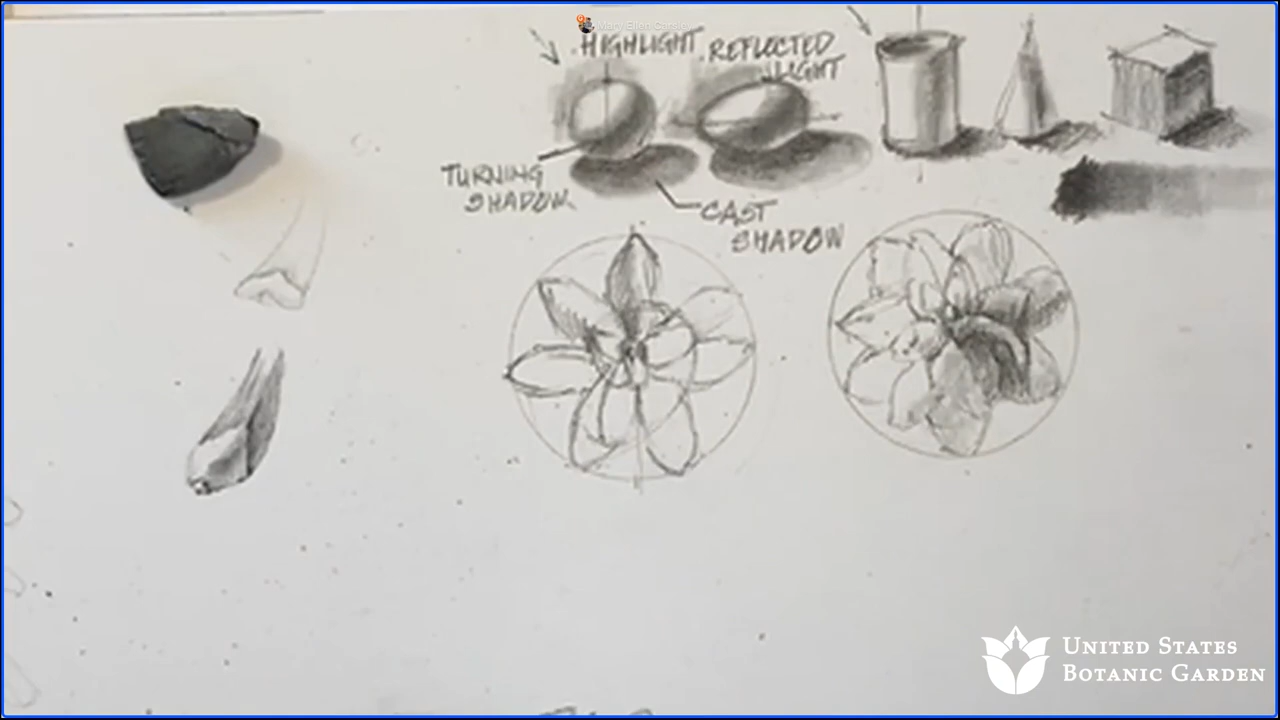 HIGHLIGHT
REFLECTED
LIGHT
TURNING
SHADOW
CAST
SHADOW
UNITED STATES
BOTANIC GARDEN